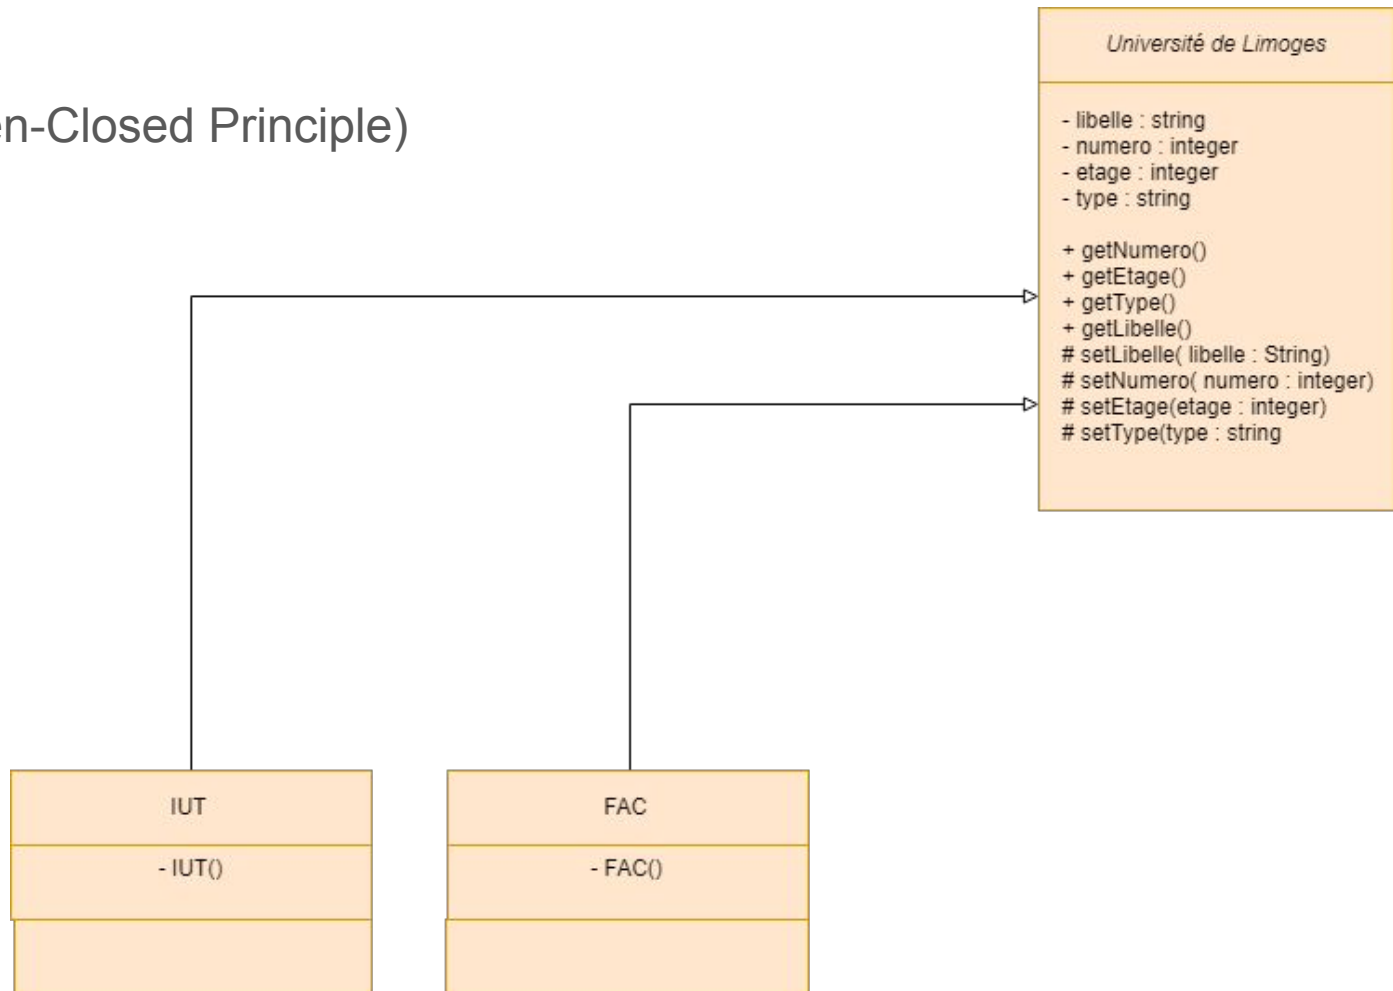 en-Closed Principle)
Université de Limoges
- libelle : string
- numero : integer
- etage : integer
- type : string
+ getNumero()
+ getEtage()
+ getType()
+ getLibelle()
# setLibelle( libelle : String)
# setNumero( numero : integer)
# setEtage(etage : integer)
# setType(type : string
IUT
- IUT()
FAC
- FAC()